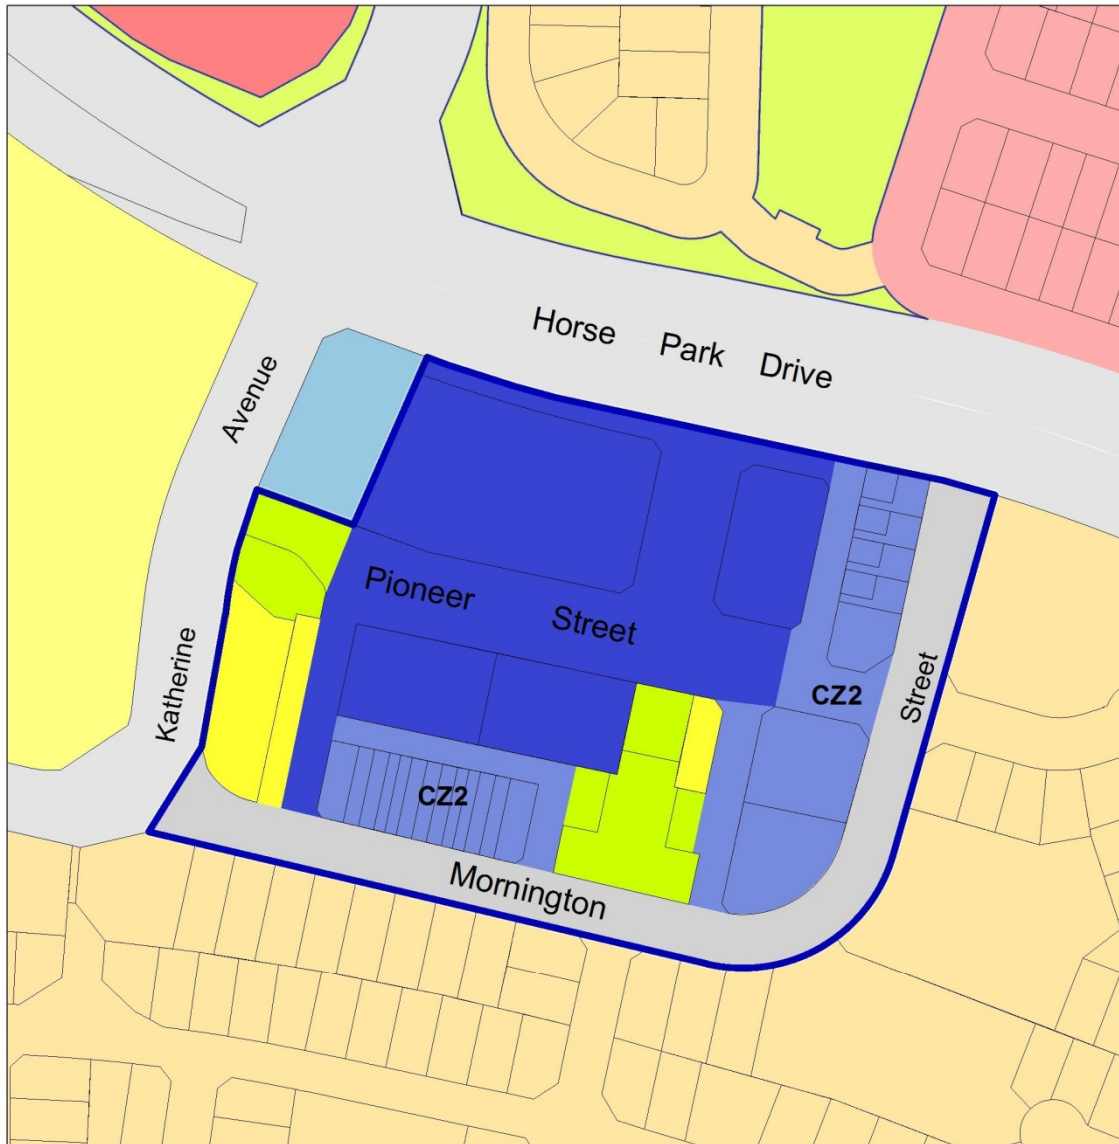 Horse Park Drive
Avenue
Katherine
Pioneer Street
CZ2
Street
CZ2
Mornington